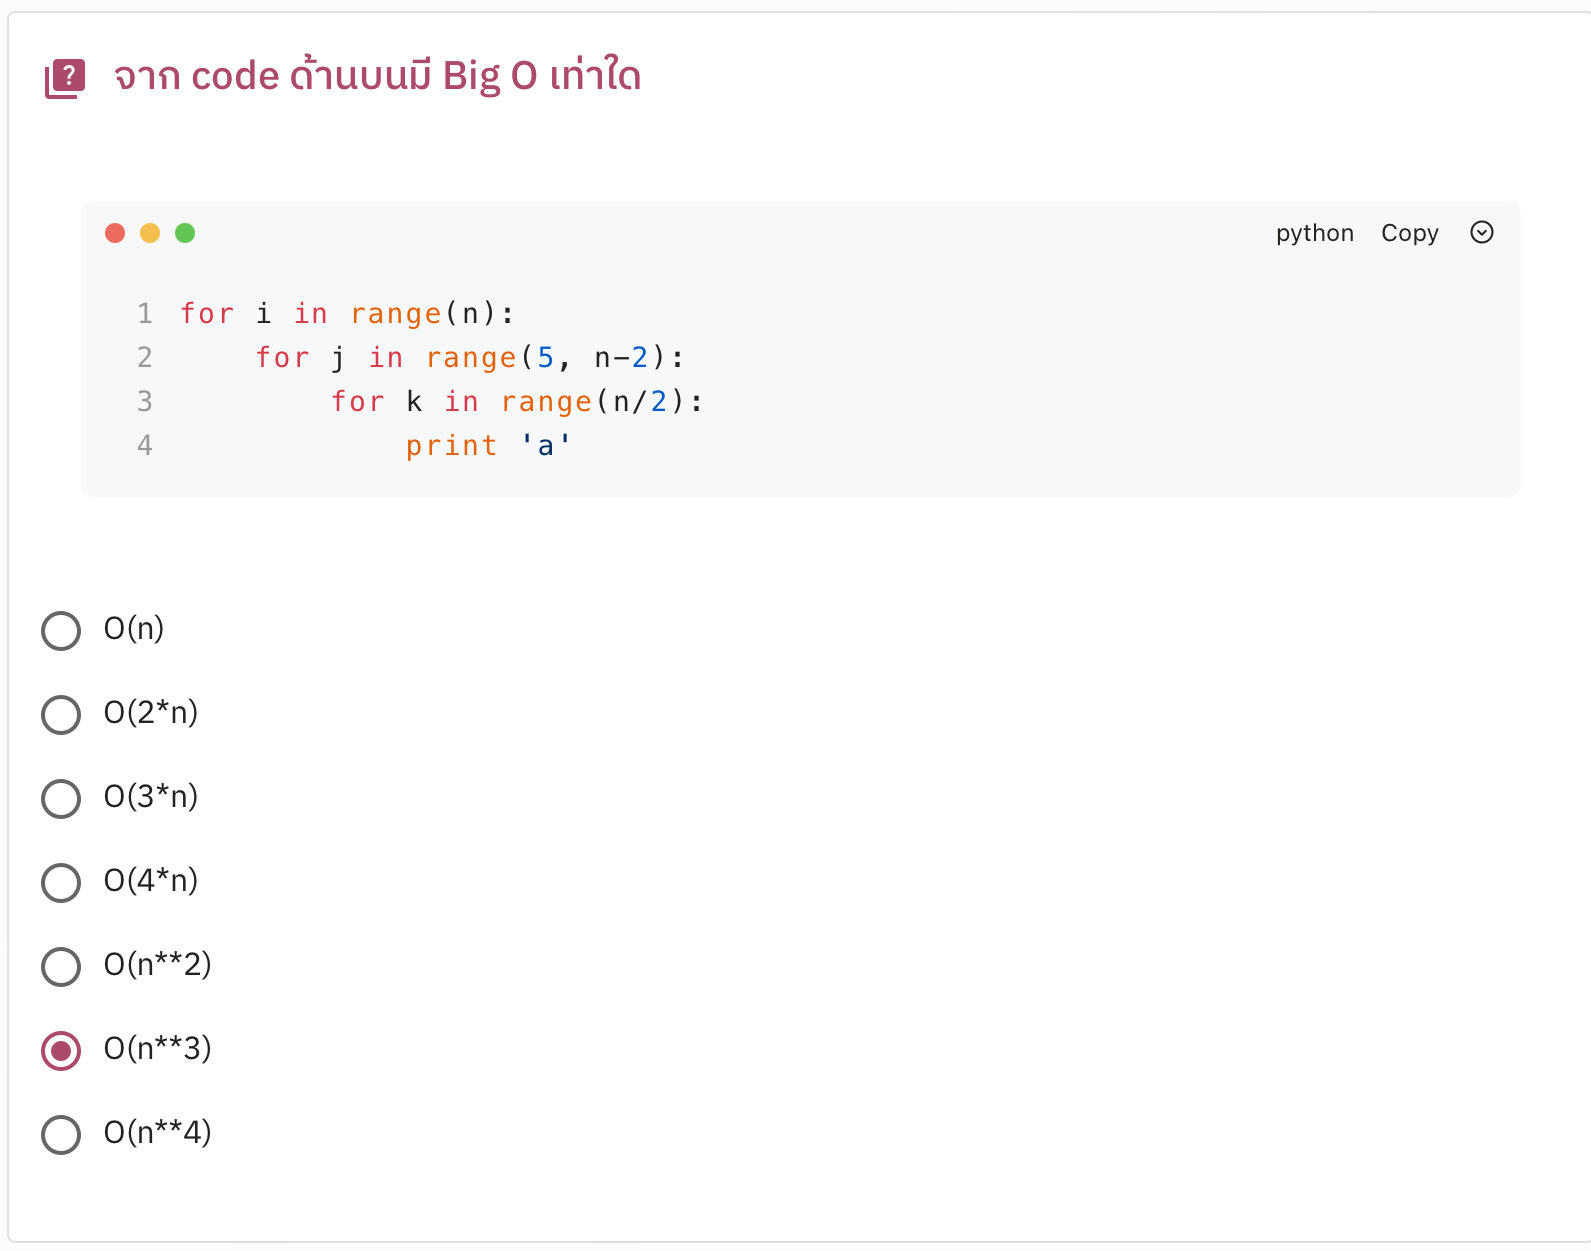 จาก code ด้านบนมี Big O เท่าใด
python Copy
1 for i in range(n):
2     for j in range(5, n-2):
3         for k in range(n/2):
4             print 'a'
O(n)
O(2*n)
O(3*n)
O(4*n)
O(n**2)
O(n**3)
O(n**4)